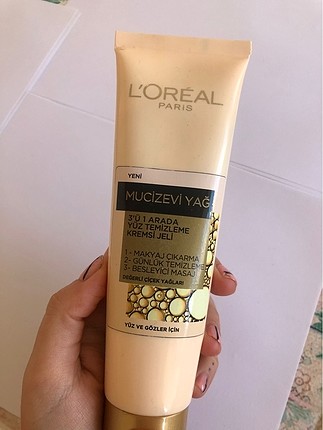 L'ORÉAL
PARIS
YENİ
MUCİZEVİ YAĞ
3'Ü 1 ARADA
YÜZ TEMİZLEME
KREMSİ JELİ
1- MAKYAJ ÇIKARMA
2- GÜNLÜK TEMİZLEME
3- BESLEYİCİ MASAJ
DEĞERLİ ÇİÇEK YAĞLARI
YÜZ VE GÖZLER İÇİN